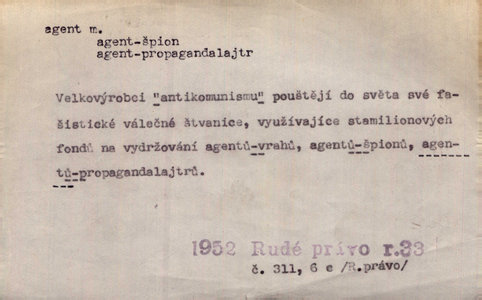 agent m.
agent-špion
agent-propagandalajtr
Velkovýrobci "antikomunismu" pouštějí do světa své fa-
šistické válečné štvanice, využívajíce stamilionových
fondů na vydržování agentů-vrahů, agentů-špionů, agen-
tů-propagandalajtrů.
1952 Rudé právo r.33
č. 311, 6 c /R.právo/